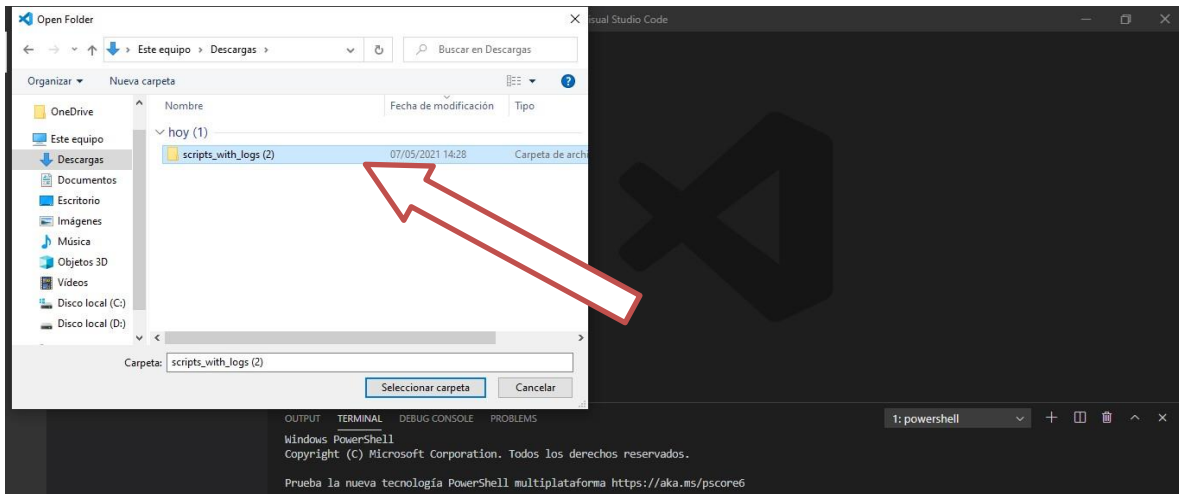 Open Folder
isual Studio Code
Este equipo > Descargas >
Buscar en Descargas
Organizar
Nueva carpeta
OneDrive
Este equipo
Descargas
Documentos
Escritorio
Imágenes
Música
Objetos 3D
Vídeos
Disco local (C:)
Disco local (D:)
Nombre
Fecha de modificación
Tipo
hoy (1)
scripts_with_logs (2)
07/05/2021 14:28
Carpeta de archi
Carpeta: scripts_with_logs (2)
Seleccionar carpeta
Cancelar
OUTPUT TERMINAL DEBUG CONSOLE PROBLEMS
1: powershell
Windows PowerShell
Copyright (C) Microsoft Corporation. Todos los derechos reservados.
Prueba la nueva tecnología PowerShell multiplataforma https://aka.ms/pscore6